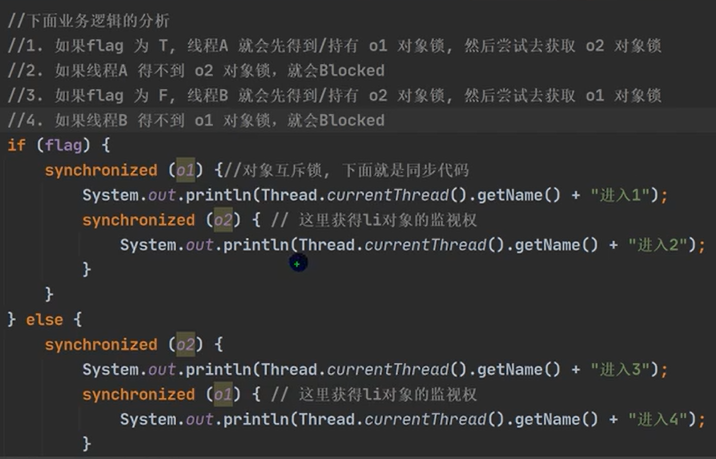 //下面业务逻辑的分析
//1. 如果flag 为 T, 线程A 就会先得到/持有 o1 对象锁, 然后尝试去获取 o2 对象锁
//2. 如果线程A 得不到 o2 对象锁，就会Blocked
//3. 如果flag 为 F, 线程B 就会先得到/持有 o2 对象锁, 然后尝试去获取 o1 对象锁
//4. 如果线程B 得不到 o1 对象锁，就会Blocked
if (flag) {
synchronized (o1) {//对象互斥锁, 下面就是同步代码
System.out.println(Thread.currentThread().getName() + "进入1");
synchronized (o2) { // 这里获得li对象的监视权
System.out.println(Thread.currentThread().getName() + "进入2");
}
}
} else {
synchronized (o2) {
System.out.println(Thread.currentThread().getName() + "进入3");
synchronized (o1) { // 这里获得li对象的监视权
System.out.println(Thread.currentThread().getName() + "进入4");
}